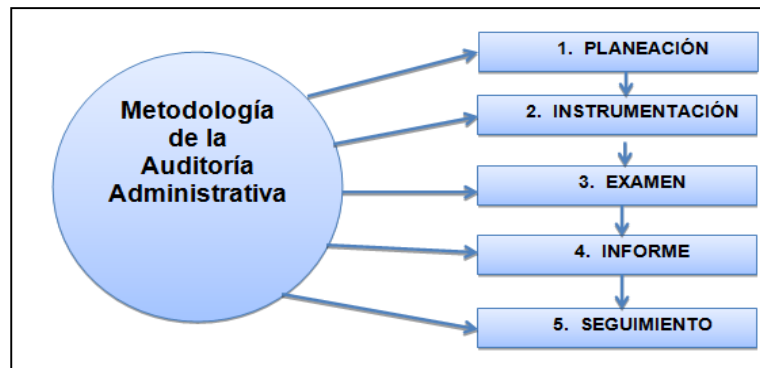 Metodología
de la
Auditoría
Administrativa
1. PLANEACIÓN
2. INSTRUMENTACIÓN
3. EXAMEN
4. INFORME
5. SEGUIMIENTO